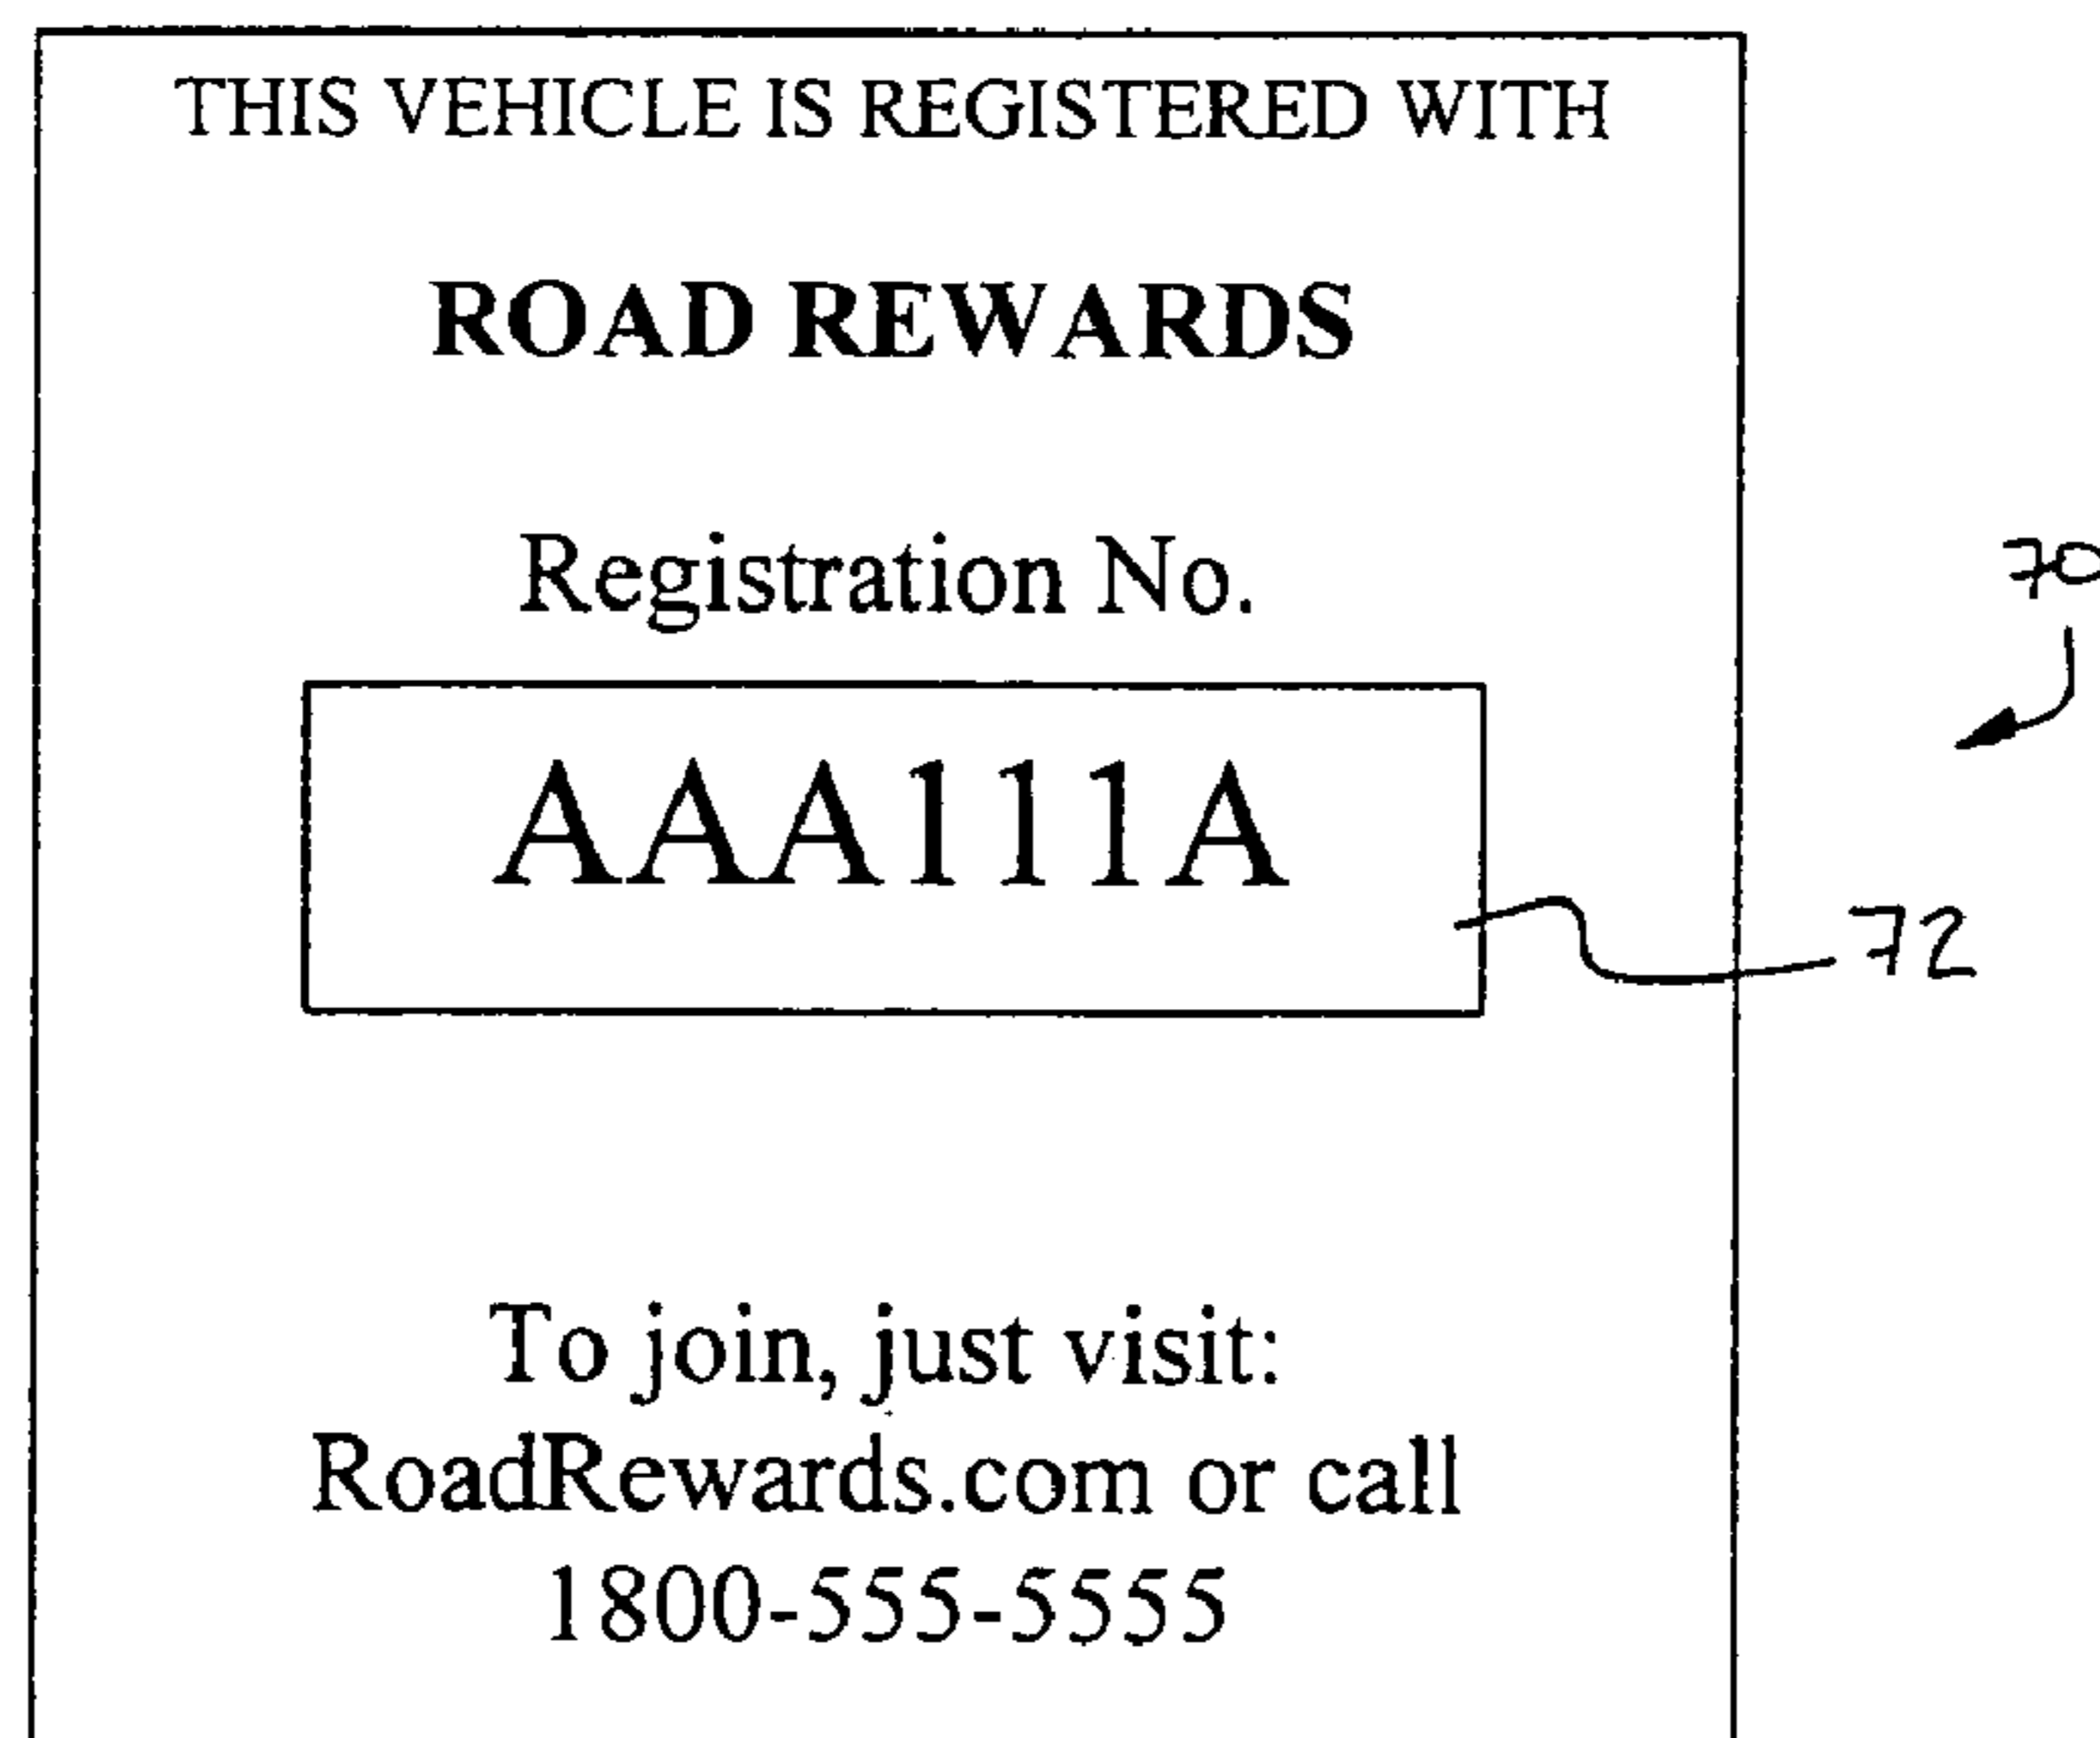 THIS VEHICLE IS REGISTERED WITH
ROAD REWARDS
Registration No.
70
AAA111A
72
To join, just visit:
RoadRewards.com or call
1800-555-5555